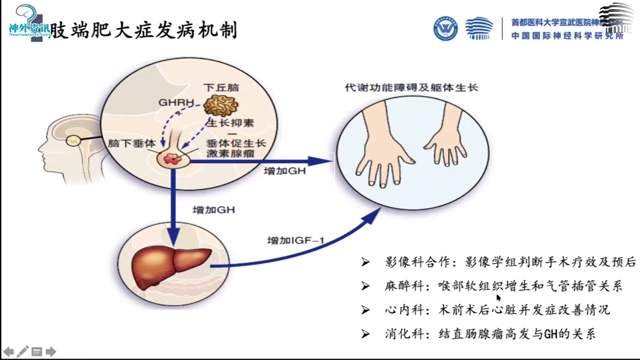 神外资讯
肢端肥大症发病机制
首都医科大学宣武医院神经外科
中国国际神经科学研究所
下丘脑
GHRH
生长抑素
脑下垂体
垂体促生长
激素腺瘤
代谢功能障碍及躯体生长
增加GH
增加GH
增加IGF-1
影像科合作：影像学组判断手术疗效及预后
麻醉科：喉部软组织增生和气管插管关系
心内科：术前术后心脏并发症改善情况
消化科：结直肠腺瘤高发与GH的关系